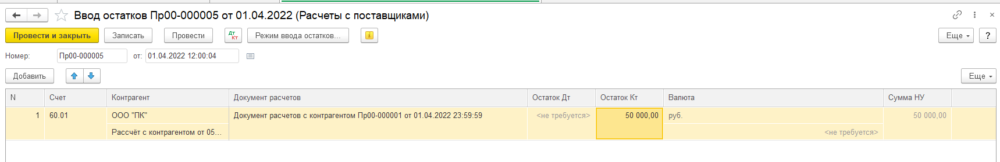 Ввод остатков Пр00-000005 от 01.04.2022 (Расчеты с поставщиками)
Провести и закрыть Записать Провести Дт Кт Режим ввода остатков... Еще ?
Номер: Пр00-000005 от: 01.04.2022 12:00:04
Добавить Еще
N Счет Контрагент Документ расчетов Остаток Дт Остаток Кт Валюта Сумма НУ
1 60.01 ООО "ПК" Документ расчетов с контрагентом Пр00-000001 от 01.04.2022 23:59:59 <не требуется> 50 000,00 руб. 50 000,00
Рассчёт с контрагентом от 05... <не требуется>